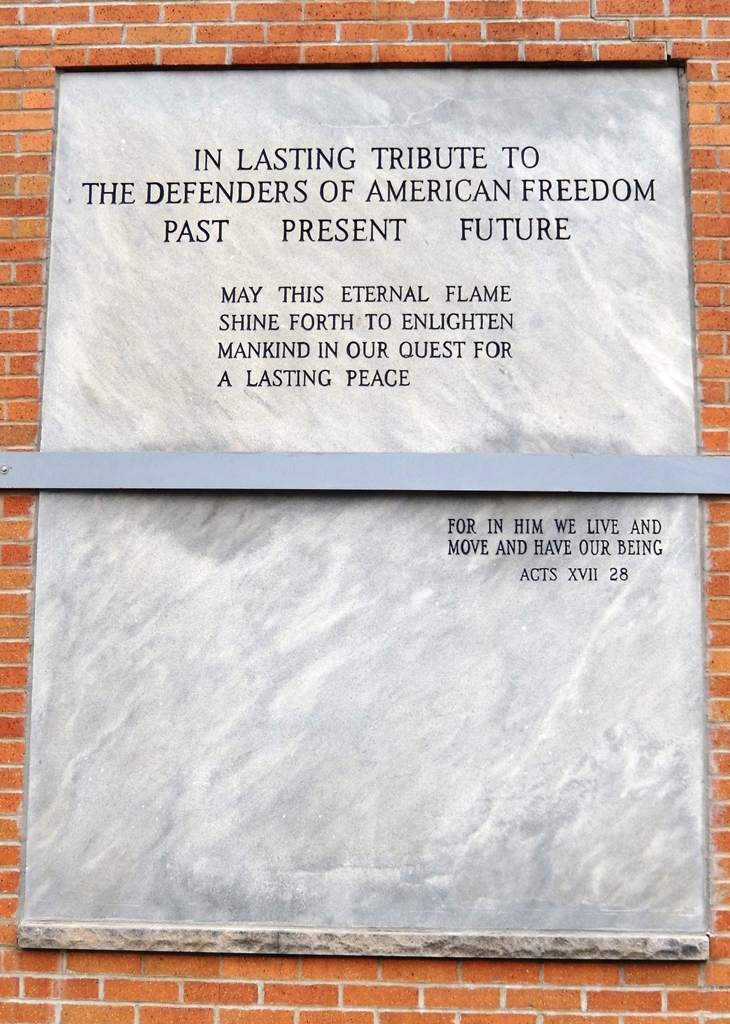 IN LASTING TRIBUTE TO
THE DEFENDERS OF AMERICAN FREEDOM
PAST PRESENT FUTURE
MAY THIS ETERNAL FLAME
SHINE FORTH TO ENLIGHTEN
MANKIND IN OUR QUEST FOR
A LASTING PEACE
FOR IN HIM WE LIVE AND
MOVE AND HAVE OUR BEING
ACTS XVII 28